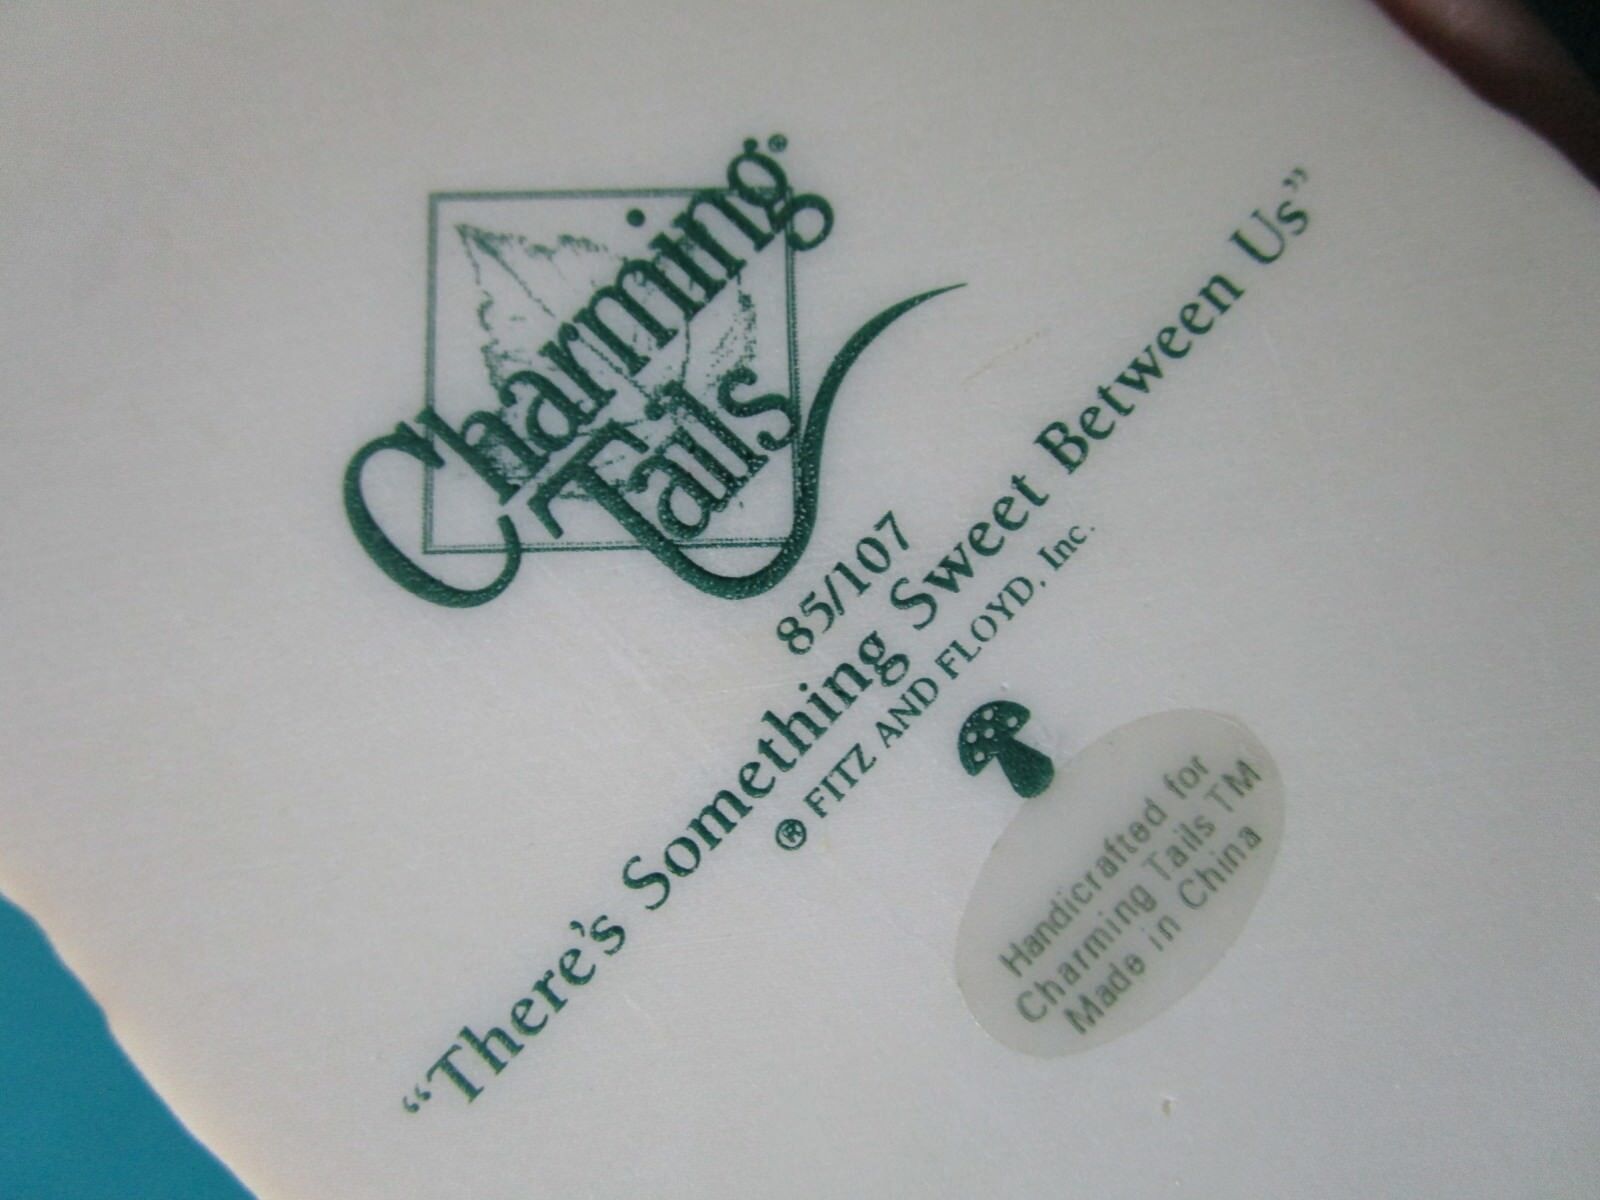 Charming®
Tails
85/107
“There's Something Sweet Between Us”
® FITZ AND FLOYD, Inc.
Handicrafted for
Charming Tails TM
Made in China